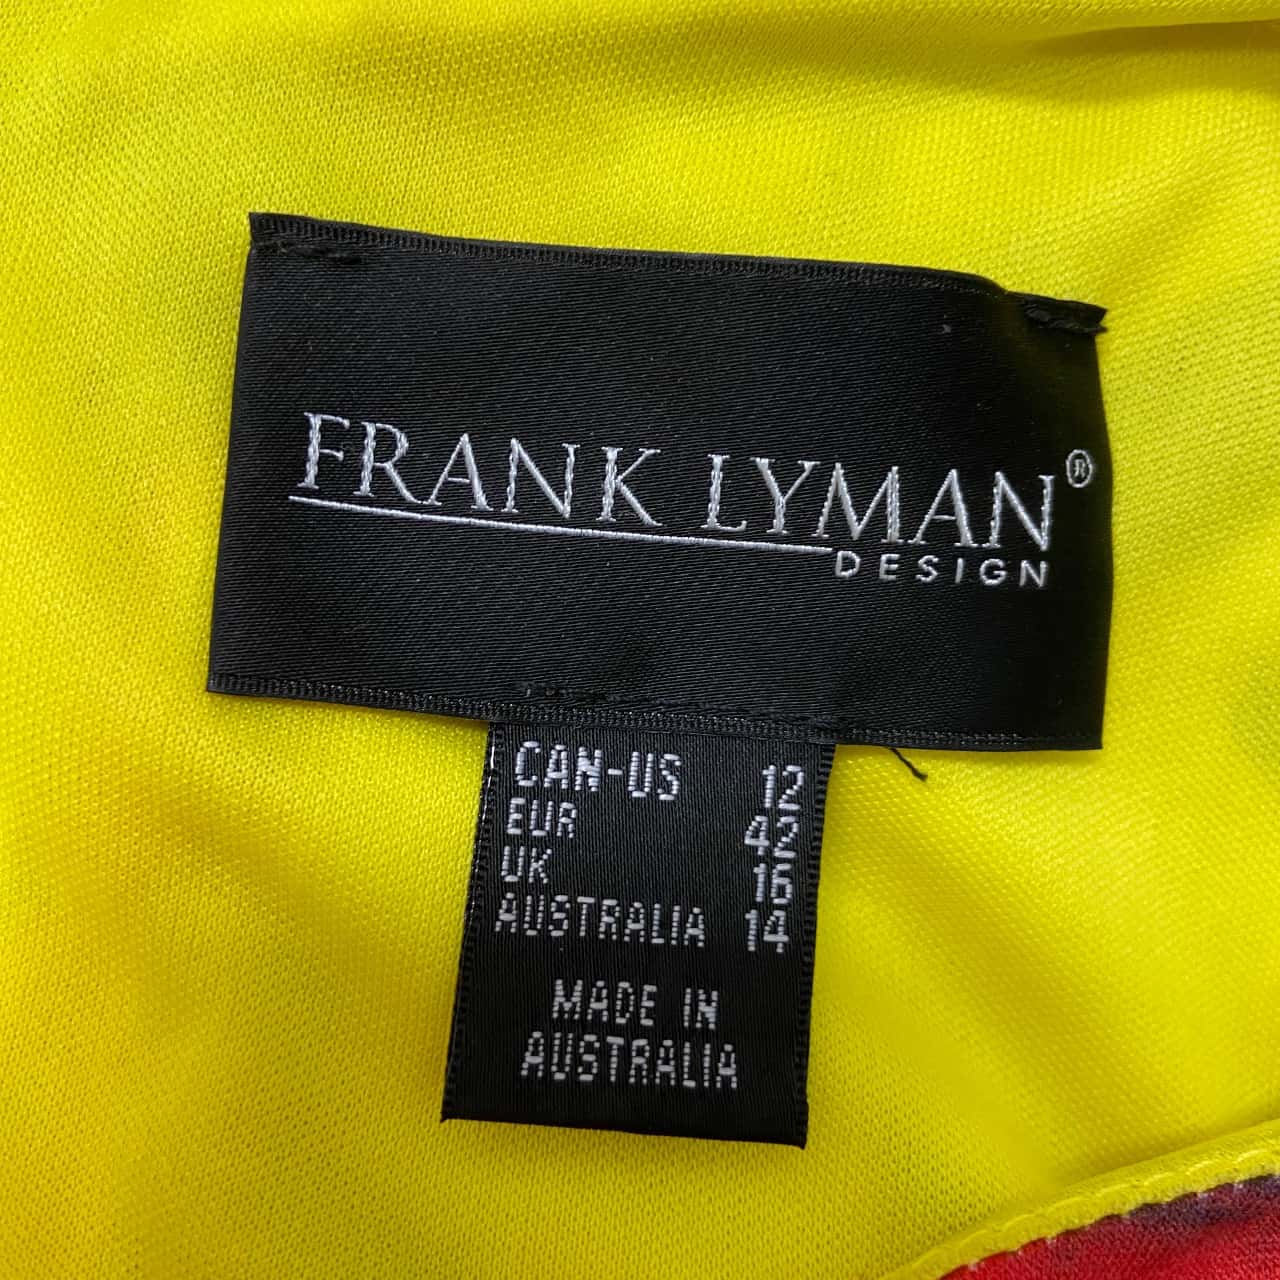 FRANK LYMAN®
DESIGN
CAN-US 12
EUR 42
UK 16
AUSTRALIA 14
MADE IN
AUSTRALIA